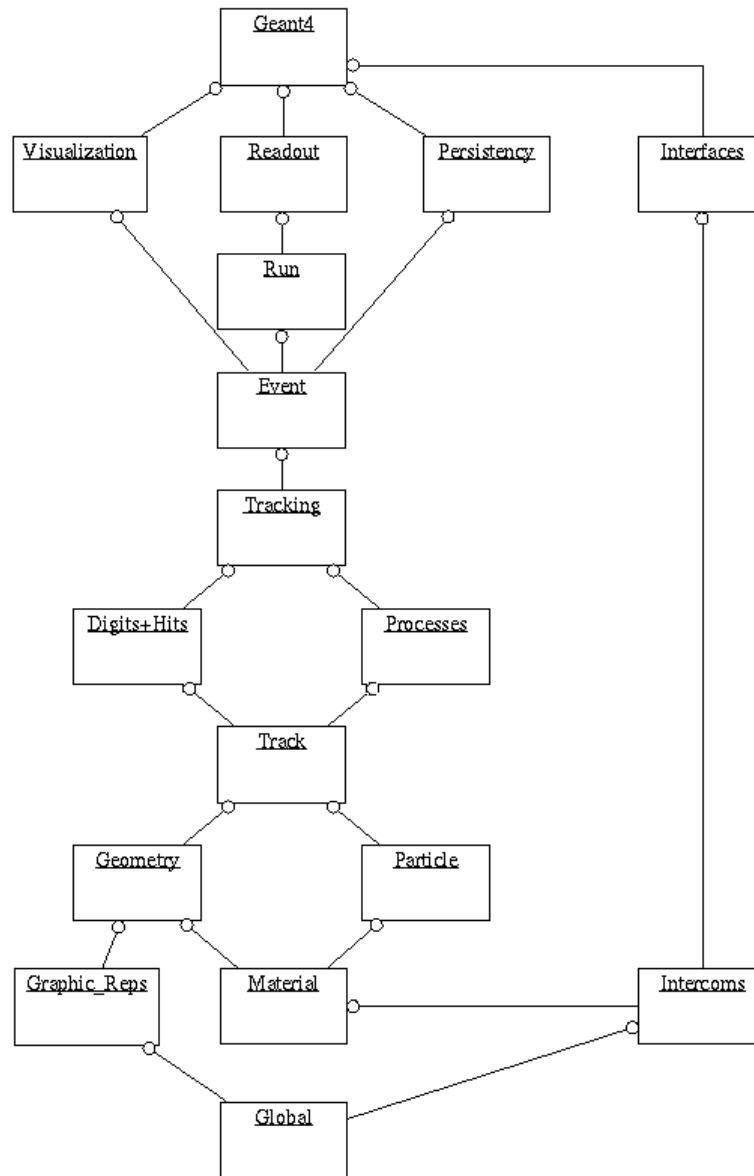 Geant4
Visualization
Readout
Persistency
Interfaces
Run
Event
Tracking
Digits+Hits
Processes
Track
Geometry
Particle
Graphic_Reps
Material
Intercoms
Global